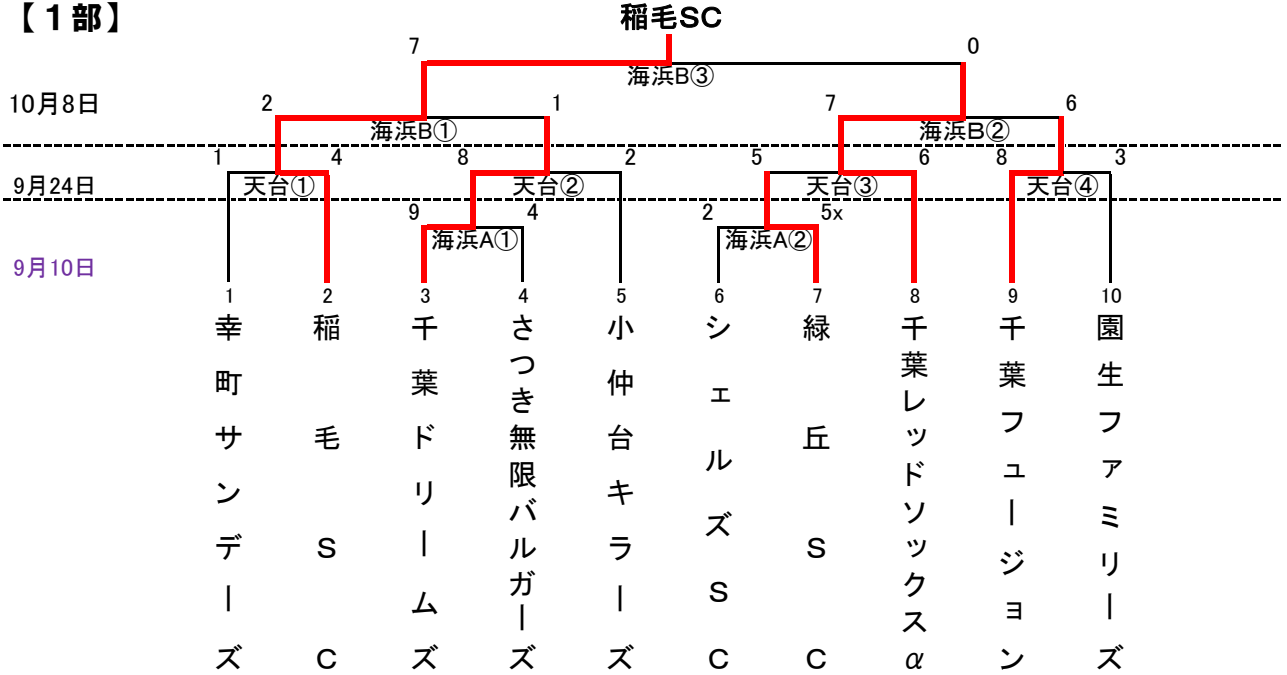 【１部】
稲毛SC
7 0
海浜B③
10月8日
2 1 7 6
海浜B① 海浜B②
1 4 8 2 5 6 8 3
9月24日
天台① 天台② 天台③ 天台④
9 4 2 5x
海浜A① 海浜A②
9月10日
1 2 3 4 5 6 7 8 9 10
幸町サンデーズ
稲毛ＳＣ
千葉ドリームズ
さつき無限バルガーズ
小仲台キラーズ
シェルズＳＣ
緑丘ＳＣ
千葉レッドソックスα
千葉フュージョン
園生ファミリーズ